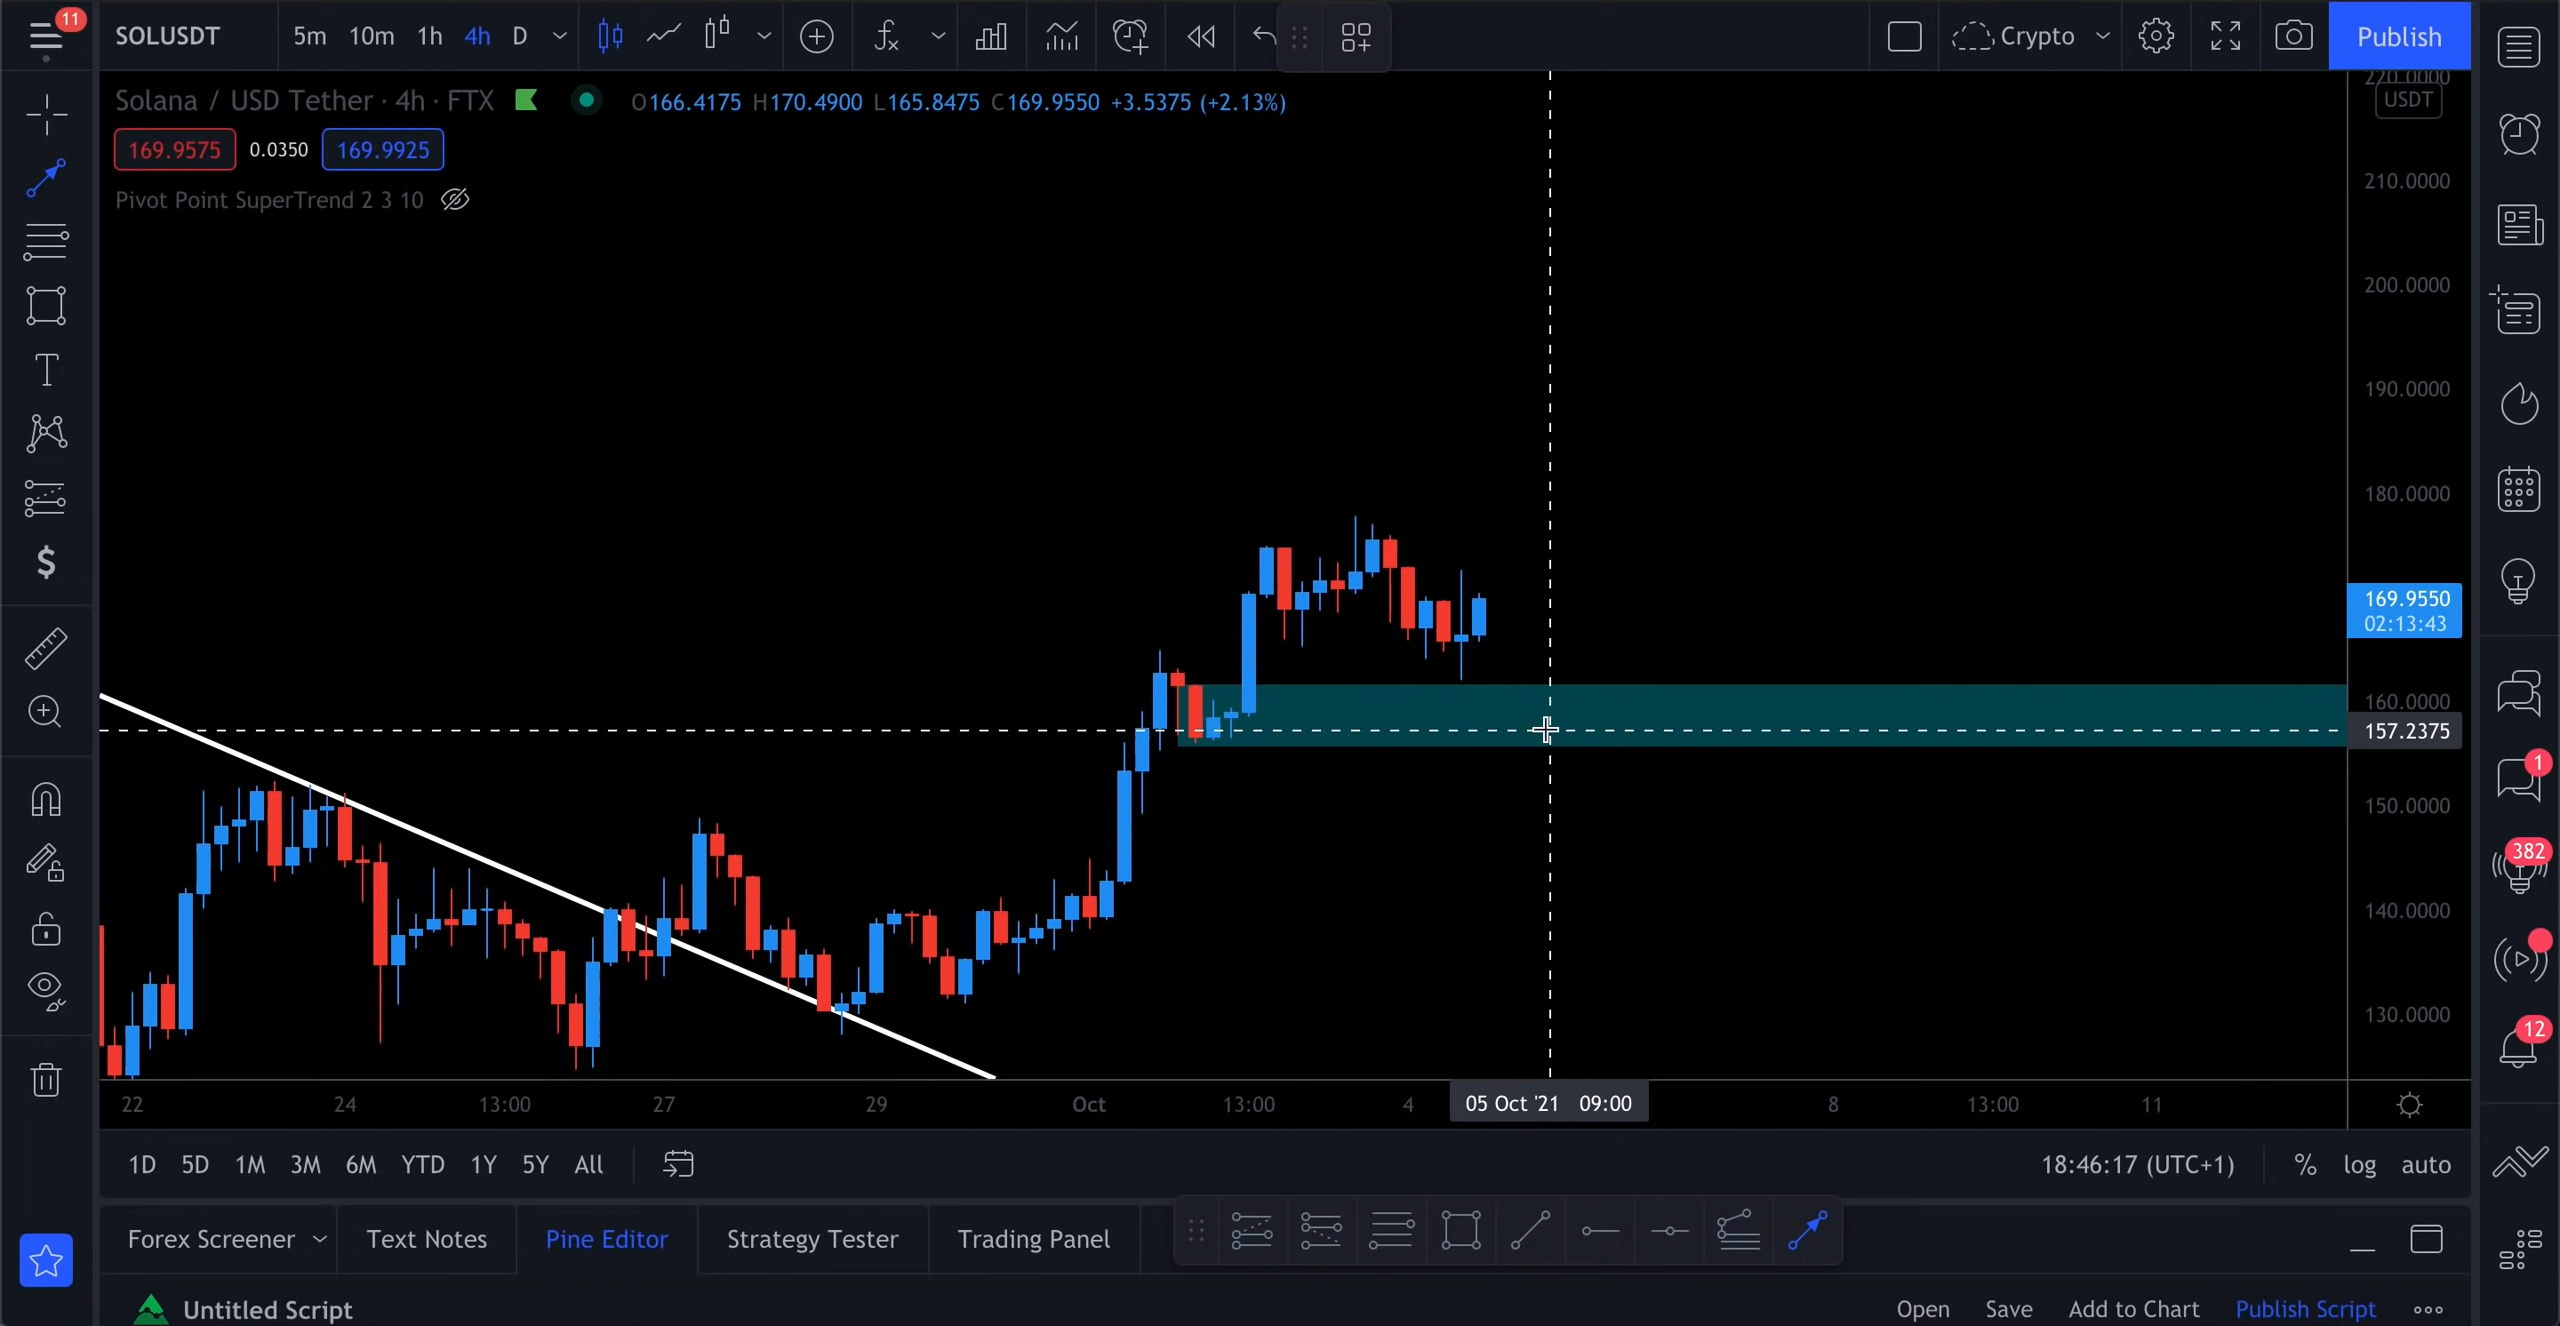 11
SOLUSDT 5m 10m 1h 4h D Crypto Publish
Solana / USD Tether · 4h · FTX O166.4175 H170.4900 L165.8475 C169.9550 +3.5375 (+2.13%)
169.9575 0.0350 169.9925
Pivot Point SuperTrend 2 3 10
220.0000
USDT
210.0000
200.0000
190.0000
180.0000
169.9550
02:13:43
160.0000
157.2375
150.0000
140.0000
130.0000
1
382
12
22 24 13:00 27 29 Oct 13:00 4 05 Oct '21 09:00 8 13:00 11
1D 5D 1M 3M 6M YTD 1Y 5Y All 18:46:17 (UTC+1) % log auto
Forex Screener Text Notes Pine Editor Strategy Tester Trading Panel
Untitled Script Open Save Add to Chart Publish Script